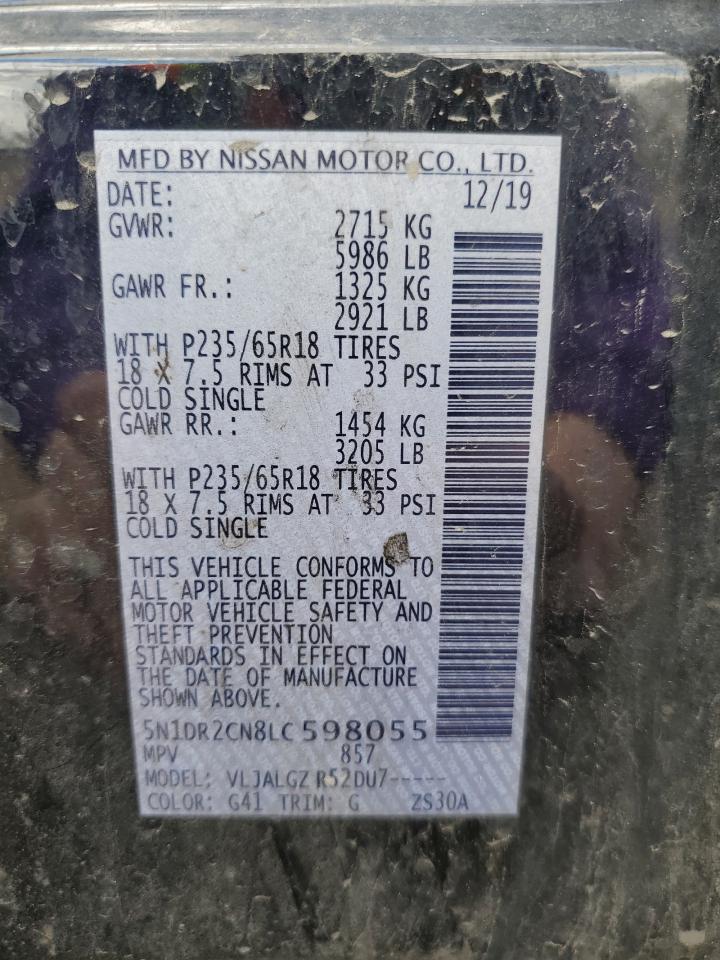 MFD BY NISSAN MOTOR CO., LTD.
DATE: 12/19
GVWR: 2715 KG
5986 LB
GAWR FR.: 1325 KG
2921 LB
WITH P235/65R18 TIRES
18 X 7.5 RIMS AT 33 PSI
COLD SINGLE
GAWR RR.: 1454 KG
3205 LB
WITH P235/65R18 TIRES
18 X 7.5 RIMS AT 33 PSI
COLD SINGLE
THIS VEHICLE CONFORMS TO
ALL APPLICABLE FEDERAL
MOTOR VEHICLE SAFETY AND
THEFT PREVENTION
STANDARDS IN EFFECT ON
THE DATE OF MANUFACTURE
SHOWN ABOVE.
5N1DR2CN8LC598055
MPV 857
MODEL: VLJALGZ R52DU7-----
COLOR: G41 TRIM: G ZS30A